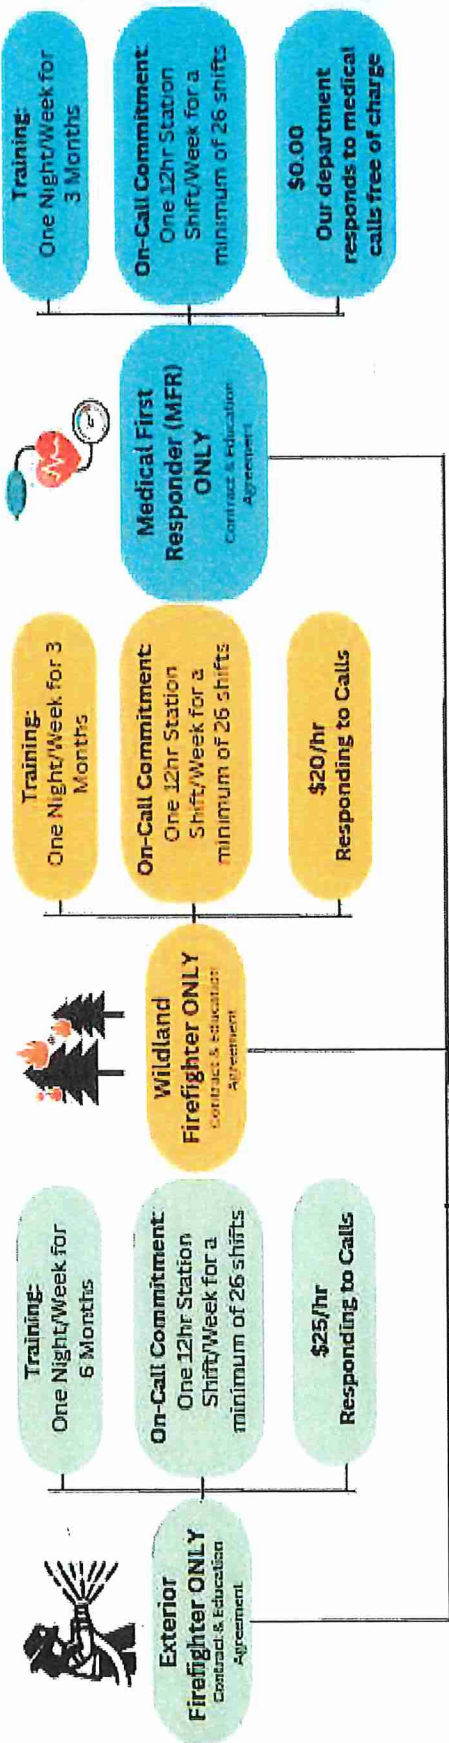 Exterior
Firefighter ONLY
Contract & Education
Agreement
Training:
One Night/Week for
6 Months
On-Call Commitment:
One 12hr Station
Shift/Week for a
minimum of 26 shifts
$25/hr
Responding to Calls
Wildland
Firefighter ONLY
Contract & Education
Agreement
Training:
One Night/Week for 3
Months
On-Call Commitment:
One 12hr Station
Shift/Week for a
minimum of 26 shifts
$20/hr
Responding to Calls
Medical First
Responder (MFR)
ONLY
Contract & Education
Agreement
Training:
One Night/Week for
3 Months
On-Call Commitment:
One 12hr Station
Shift/Week for a
minimum of 26 shifts
$0.00
Our department
responds to medical
calls free of charge